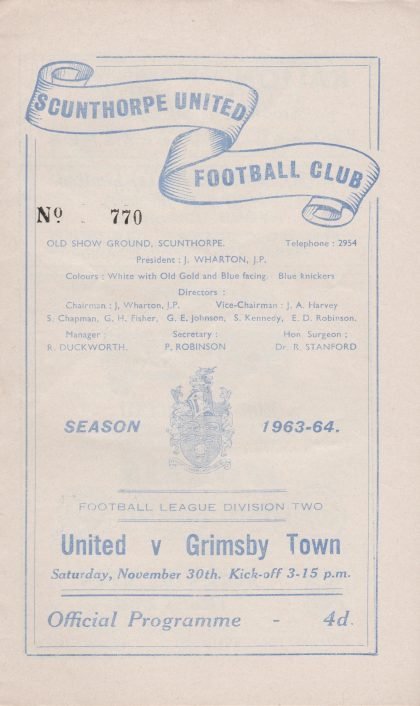 SCUNTHORPE UNITED
FOOTBALL CLUB
No. 770
OLD SHOW GROUND, SCUNTHORPE. Telephone : 2954
President : J. WHARTON, J.P.
Colours : White with Old Gold and Blue facing. Blue knickers
Directors :
Chairman : J. Wharton, J.P. Vice-Chairman : J. A. Harvey
S. Chapman, G. H. Fisher, G. E. Johnson, S. Kennedy, E. D. Robinson.
Manager : Secretary : Hon. Surgeon :
R. DUCKWORTH. P. ROBINSON Dr. R. STANFORD
SEASON 1963-64.
FOOTBALL LEAGUE DIVISION TWO
United v Grimsby Town
Saturday, November 30th. Kick-off 3-15 p.m.
Official Programme - 4d.